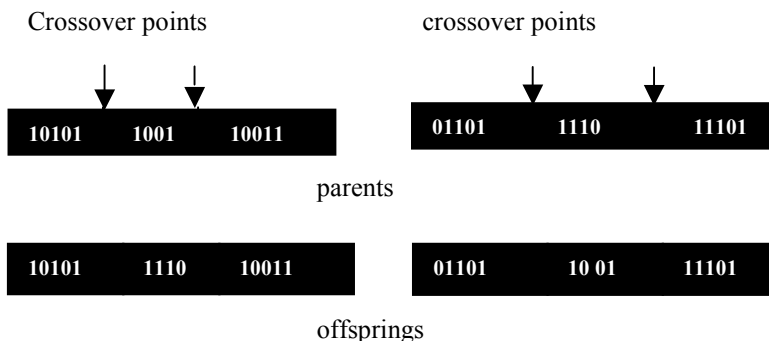 Crossover points crossover points
10101 1001 10011 01101 1110 11101
parents
10101 1110 10011 01101 10 01 11101
offsprings